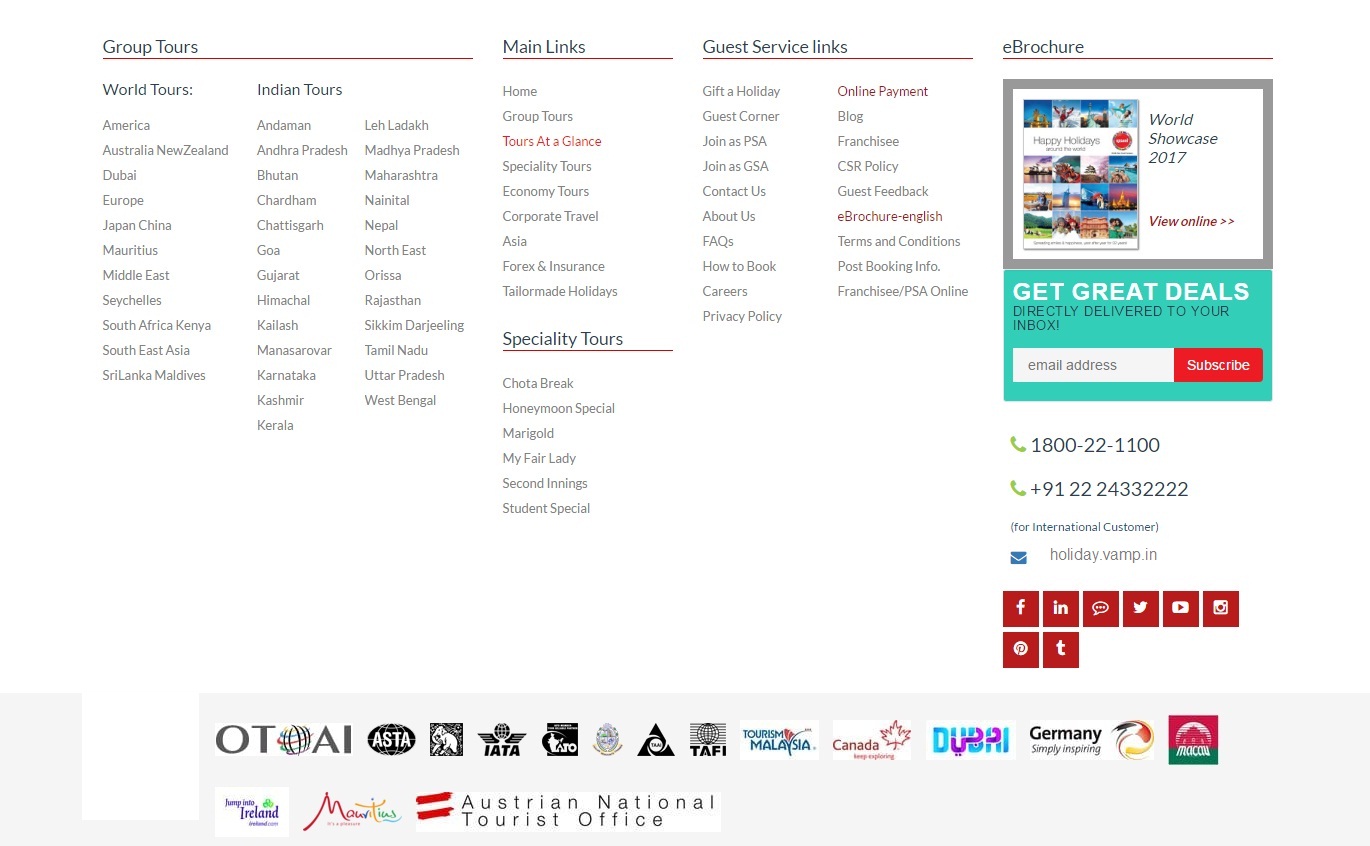 Group Tours
World Tours:
America
Australia NewZealand
Dubai
Europe
Japan China
Mauritius
Middle East
Seychelles
South Africa Kenya
South East Asia
SriLanka Maldives
Indian Tours
Andaman
Andhra Pradesh
Bhutan
Chardham
Chattisgarh
Goa
Gujarat
Himachal
Kailash
Manasarovar
Karnataka
Kashmir
Kerala
Leh Ladakh
Madhya Pradesh
Maharashtra
Nainital
Nepal
North East
Orissa
Rajasthan
Sikkim Darjeeling
Tamil Nadu
Uttar Pradesh
West Bengal
Main Links
Home
Group Tours
Tours At a Glance
Speciality Tours
Economy Tours
Corporate Travel
Asia
Forex & Insurance
Tailormade Holidays
Speciality Tours
Chota Break
Honeymoon Special
Marigold
My Fair Lady
Second Innings
Student Special
Guest Service links
Gift a Holiday
Guest Corner
Join as PSA
Join as GSA
Contact Us
About Us
FAQs
How to Book
Careers
Privacy Policy
Online Payment
Blog
Franchisee
CSR Policy
Guest Feedback
eBrochure-english
Terms and Conditions
Post Booking Info.
Franchisee/PSA Online
eBrochure
Happy Holidays
around the world
World
Showcase
2017
View online >>
GET GREAT DEALS
DIRECTLY DELIVERED TO YOUR
INBOX!
email address
Subscribe
1800-22-1100
+91 22 24332222
(for International Customer)
holiday.vamp.in
OTOAI
ASTA
IATA
IATO
TAAI
TAFI
TOURISM
MALAYSIA
Canada
keep exploring
DUBAI
Germany
Simply inspiring
MACAU
Jump into
Ireland
ireland.com
Mauritius
It's a pleasure
Austrian National
Tourist Office